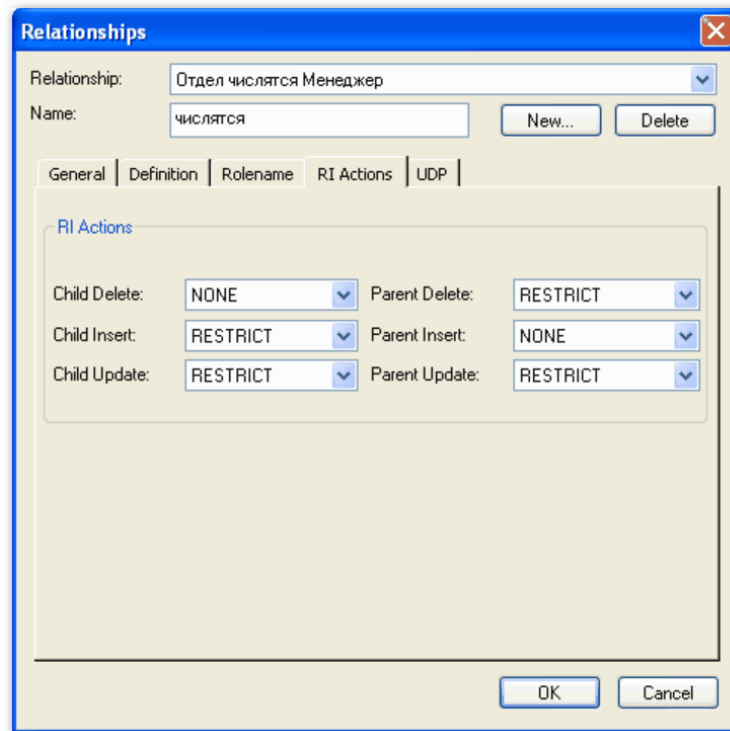 Relationships
Relationship: Отдел числятся Менеджер
Name: числятся New... Delete
General Definition Rolename RI Actions UDP
RI Actions
Child Delete: NONE Parent Delete: RESTRICT
Child Insert: RESTRICT Parent Insert: NONE
Child Update: RESTRICT Parent Update: RESTRICT
OK Cancel